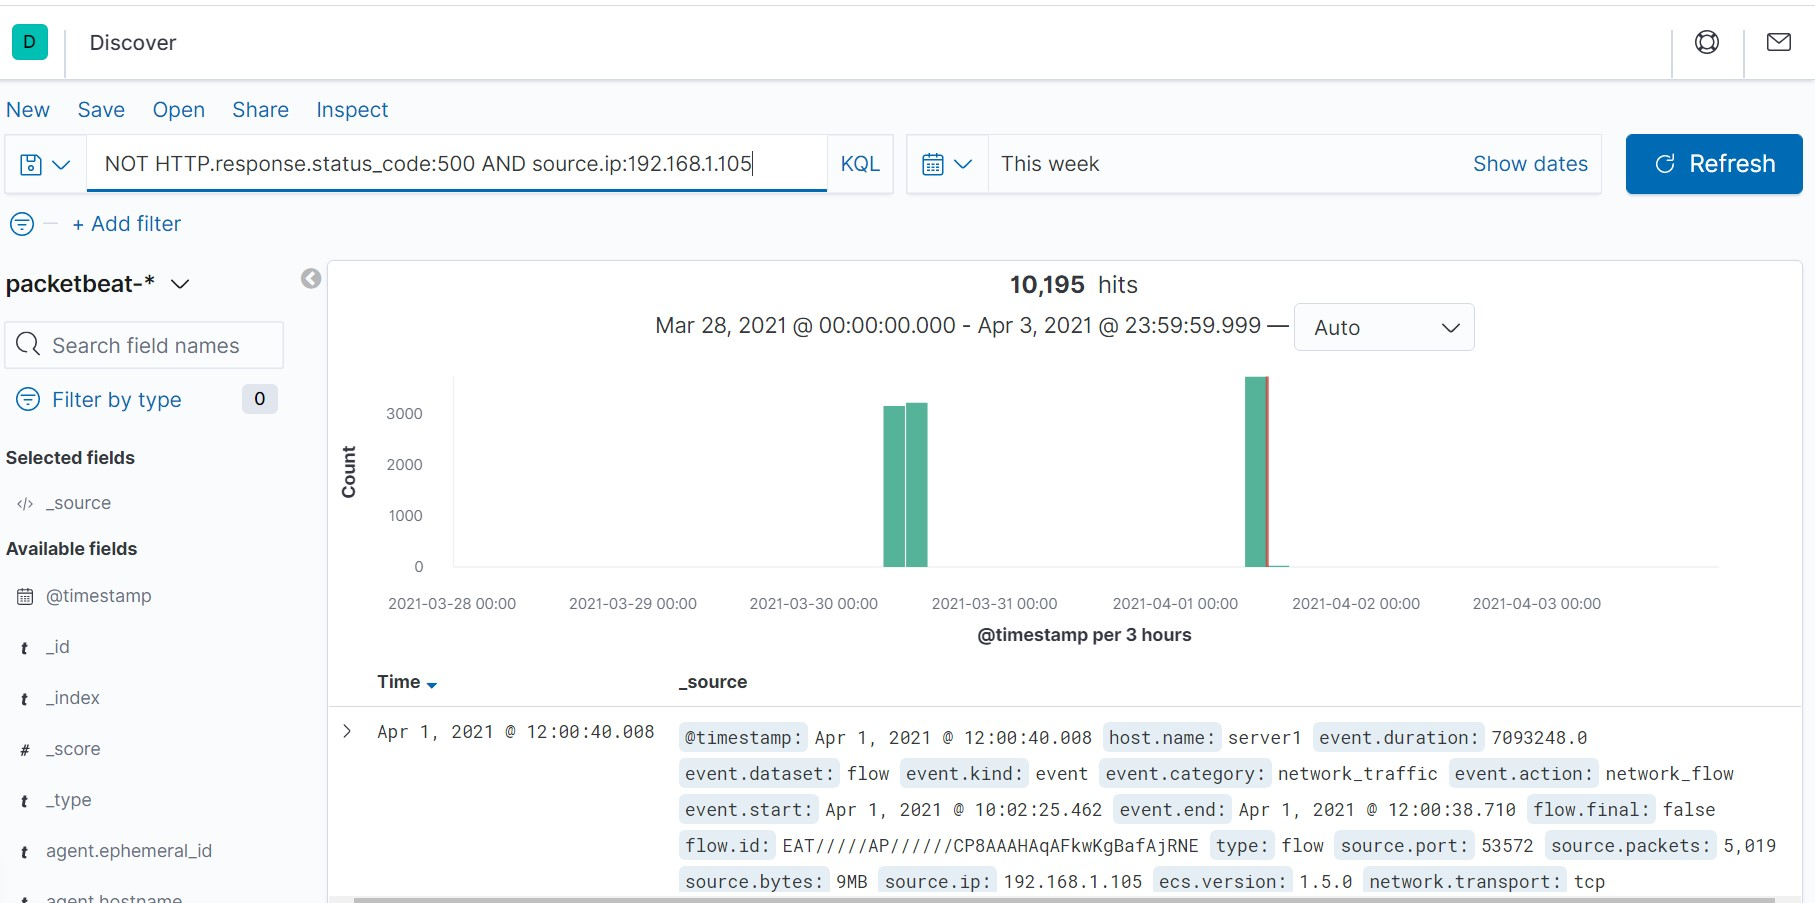 D Discover
New Save Open Share Inspect
NOT HTTP.response.status_code:500 AND source.ip:192.168.1.105 KQL This week Show dates Refresh
+ Add filter
packetbeat-*
Search field names
Filter by type 0
Selected fields
</> _source
Available fields
@timestamp
t _id
t _index
# _score
t _type
t agent.ephemeral_id
t agent.hostname
10,195 hits
Mar 28, 2021 @ 00:00:00.000 - Apr 3, 2021 @ 23:59:59.999 — Auto
Count
3000
2000
1000
0
2021-03-28 00:00 2021-03-29 00:00 2021-03-30 00:00 2021-03-31 00:00 2021-04-01 00:00 2021-04-02 00:00 2021-04-03 00:00
@timestamp per 3 hours
Time _source
Apr 1, 2021 @ 12:00:40.008 @timestamp: Apr 1, 2021 @ 12:00:40.008 host.name: server1 event.duration: 7093248.0
event.dataset: flow event.kind: event event.category: network_traffic event.action: network_flow
event.start: Apr 1, 2021 @ 10:02:25.462 event.end: Apr 1, 2021 @ 12:00:38.710 flow.final: false
flow.id: EAT/////AP//////CP8AAAHAqAFkwKgBafAjRNE type: flow source.port: 53572 source.packets: 5,019
source.bytes: 9MB source.ip: 192.168.1.105 ecs.version: 1.5.0 network.transport: tcp